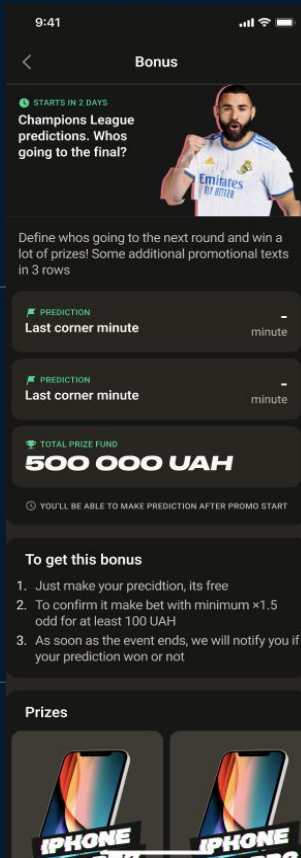 9:41
Bonus
STARTS IN 2 DAYS
Champions League
predictions. Whos
going to the final?
Emirates
FLY BETTER
Define whos going to the next round and win a
lot of prizes! Some additional promotional texts
in 3 rows
PREDICTION
Last corner minute
-
minute
PREDICTION
Last corner minute
-
minute
TOTAL PRIZE FUND
500 000 UAH
YOU'LL BE ABLE TO MAKE PREDICTION AFTER PROMO START
To get this bonus
1. Just make your precidtion, its free
2. To confirm it make bet with minimum ×1.5
odd for at least 100 UAH
3. As soon as the event ends, we will notify you if
your prediction won or not
Prizes
IPHONE
IPHONE